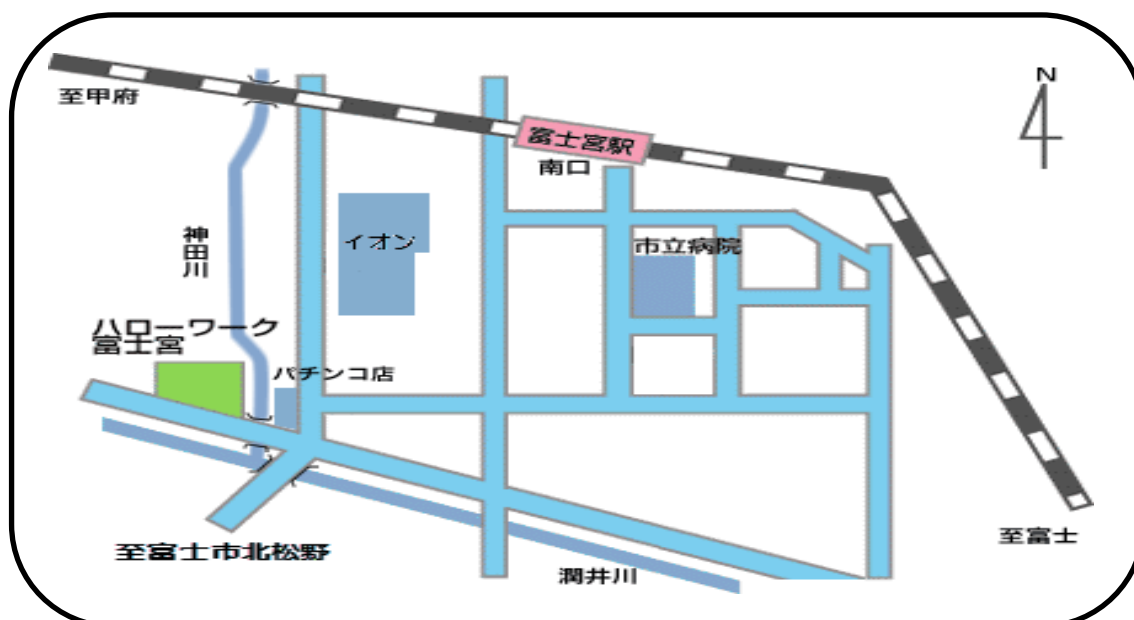 N
至甲府
富士宮駅
南口
神田川
イオン
市立病院
ハローワーク
富士宮
パチンコ店
至富士
至富士市北松野
潤井川